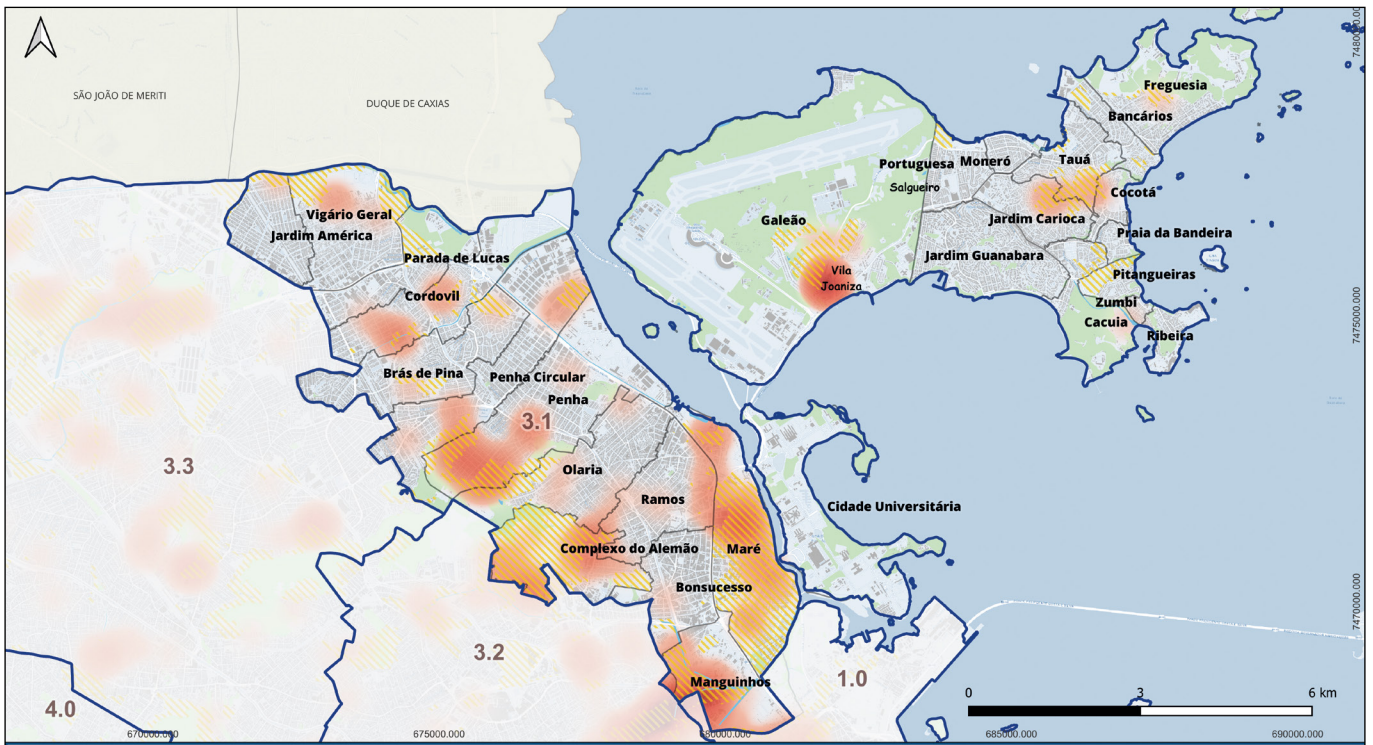 7480000.000
SÃO JOÃO DE MERITI
DUQUE DE CAXIAS
Freguesia
Bancários
Portuguesa
Moneró
Tauá
Salgueiro
Cocotá
Vigário Geral
Galeão
Jardim Carioca
Jardim América
Praia da Bandeira
Parada de Lucas
Jardim Guanabara
Vila
Joaniza
Pitangueiras
Cordovil
Zumbi
Cacuia
Ribeira
7475000.000
Brás de Pina
Penha Circular
Penha
3.1
3.3
Olaria
Ramos
Cidade Universitária
Complexo do Alemão
Maré
Bonsucesso
7470000.000
3.2
Manguinhos
1.0
4.0
0
3
6 km
670000.000
675000.000
680000.000
685000.000
690000.000